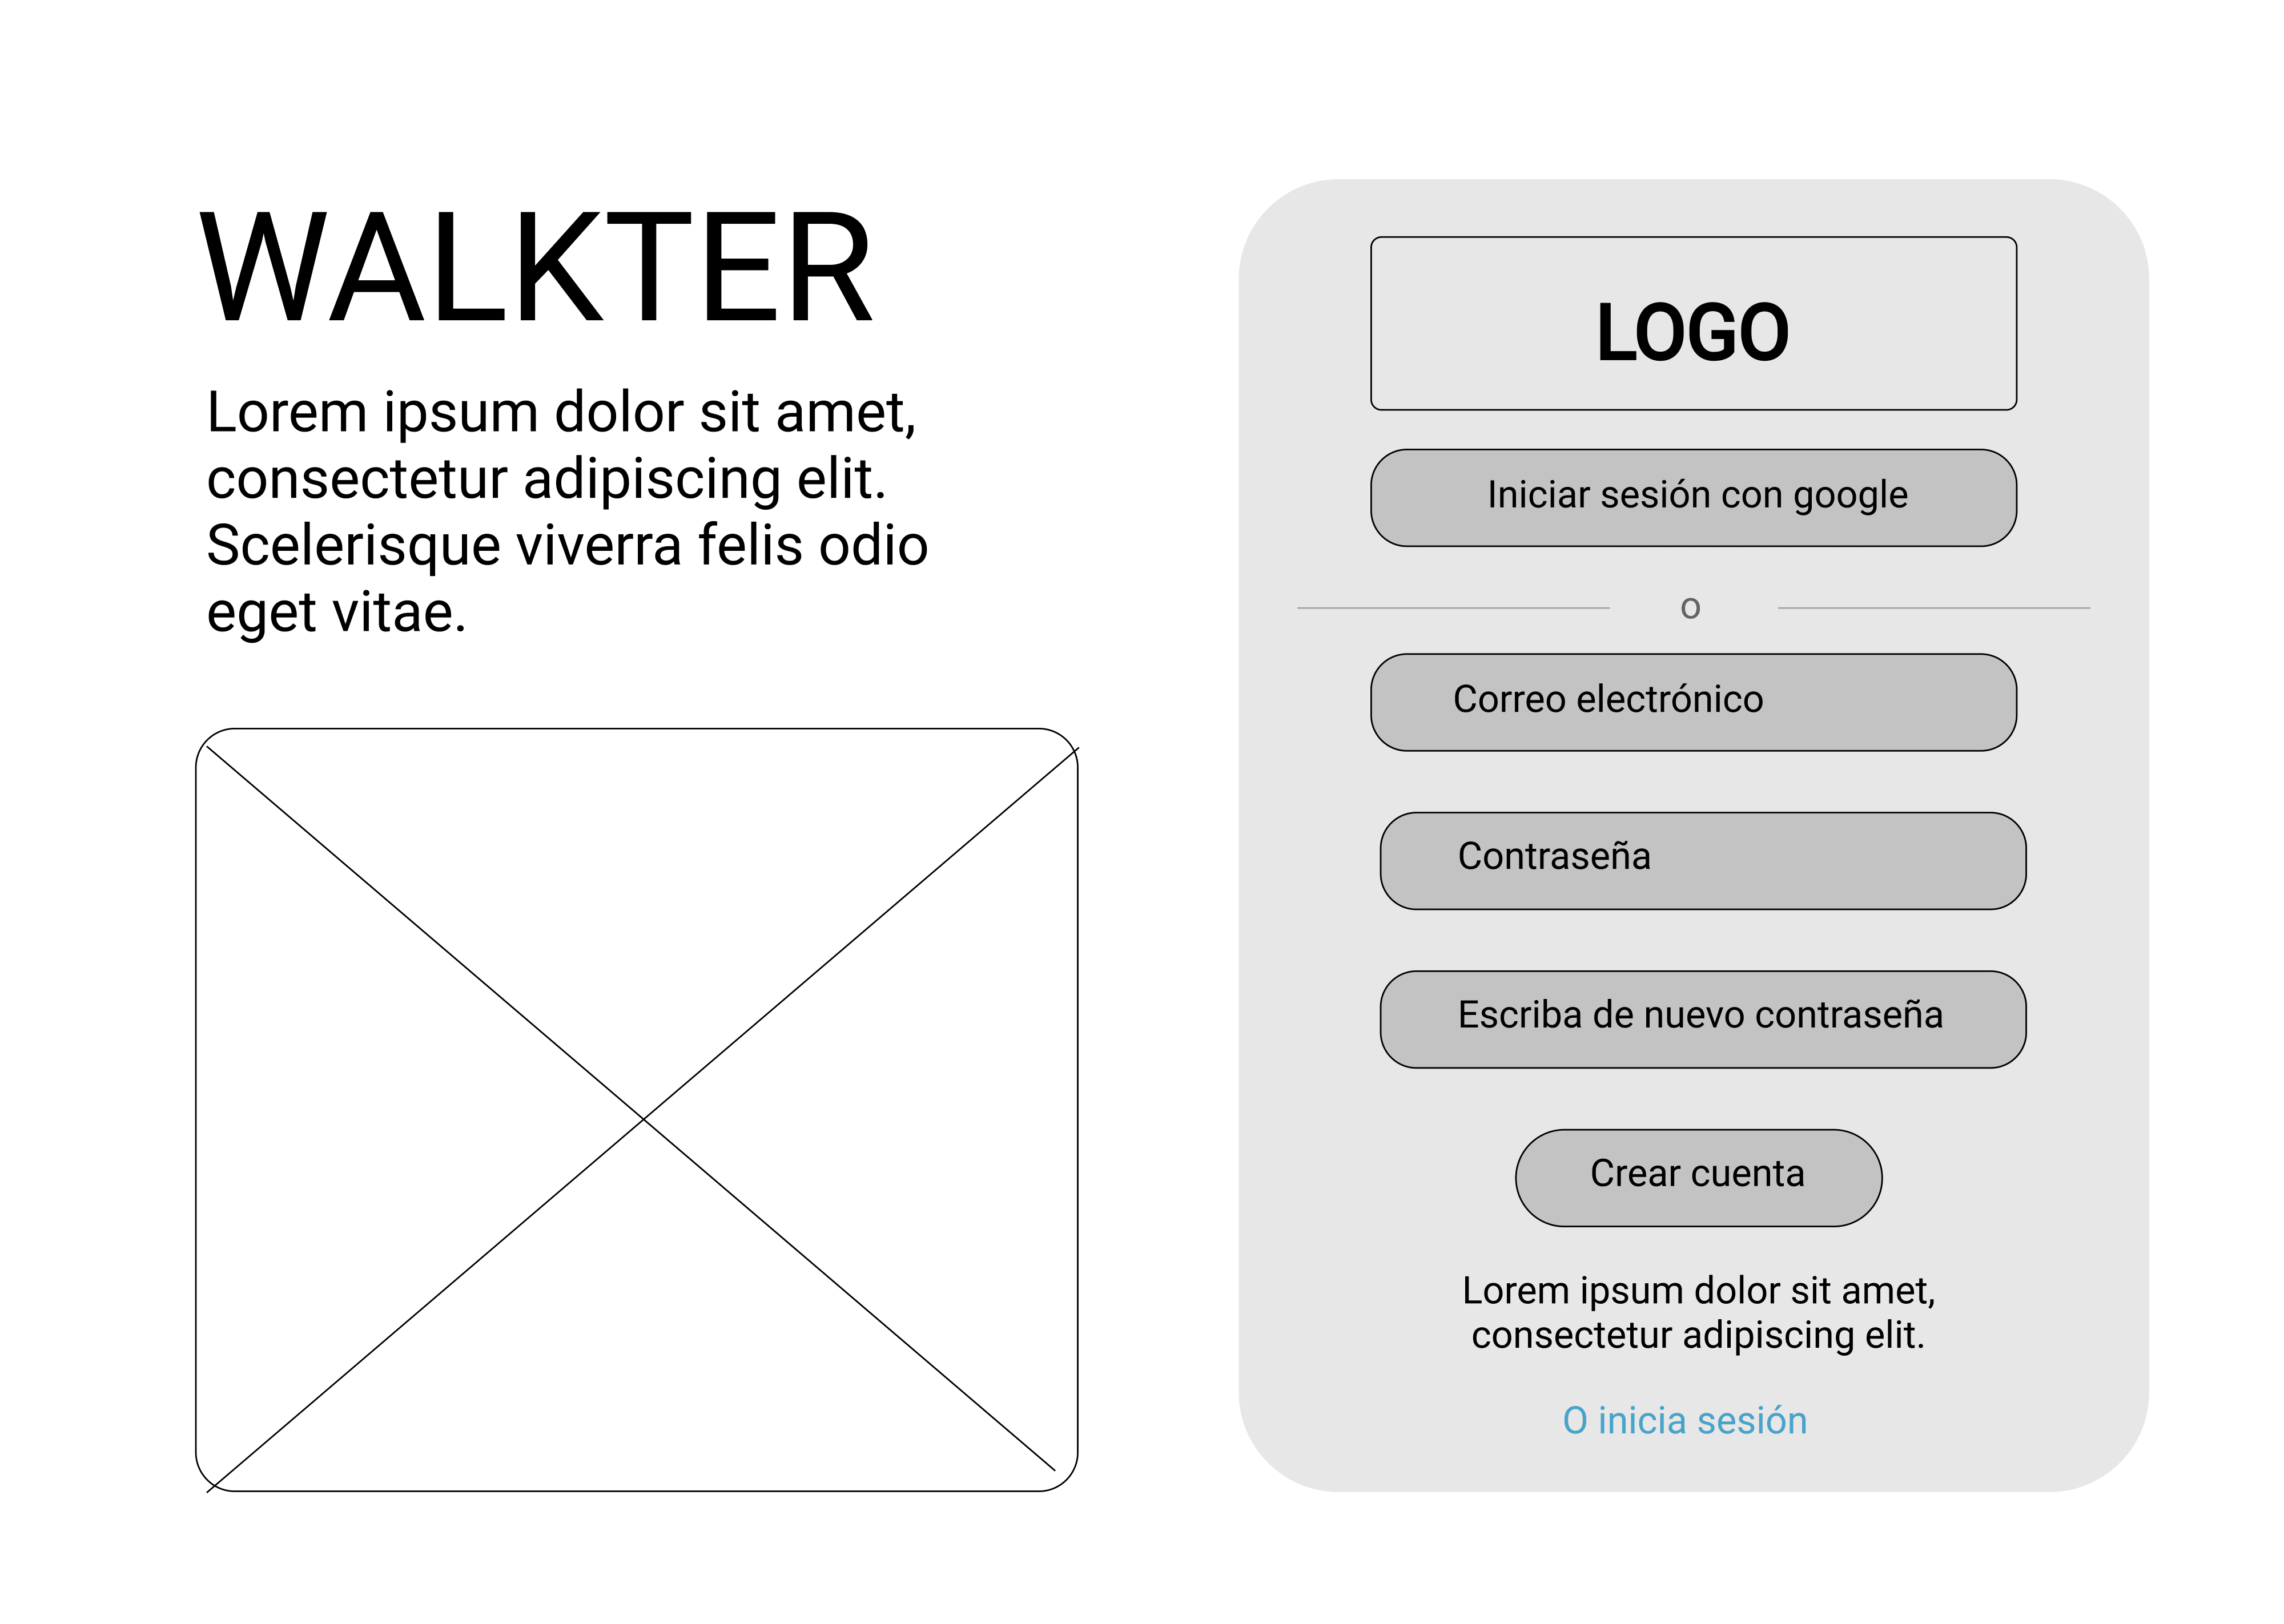 WALKTER
Lorem ipsum dolor sit amet,
consectetur adipiscing elit.
Scelerisque viverra felis odio
eget vitae.
LOGO
Iniciar sesión con google
o
Correo electrónico
Contraseña
Escriba de nuevo contraseña
Crear cuenta
Lorem ipsum dolor sit amet,
consectetur adipiscing elit.
O inicia sesión